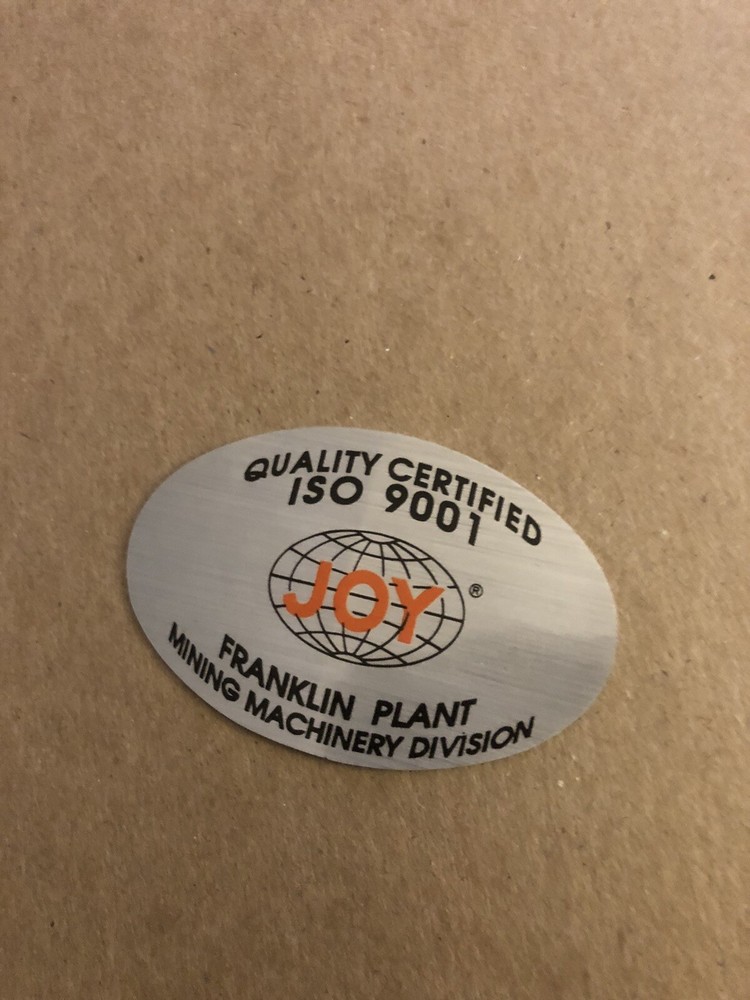 QUALITY CERTIFIED
ISO 9001
JOY ®
FRANKLIN PLANT
MINING MACHINERY DIVISION